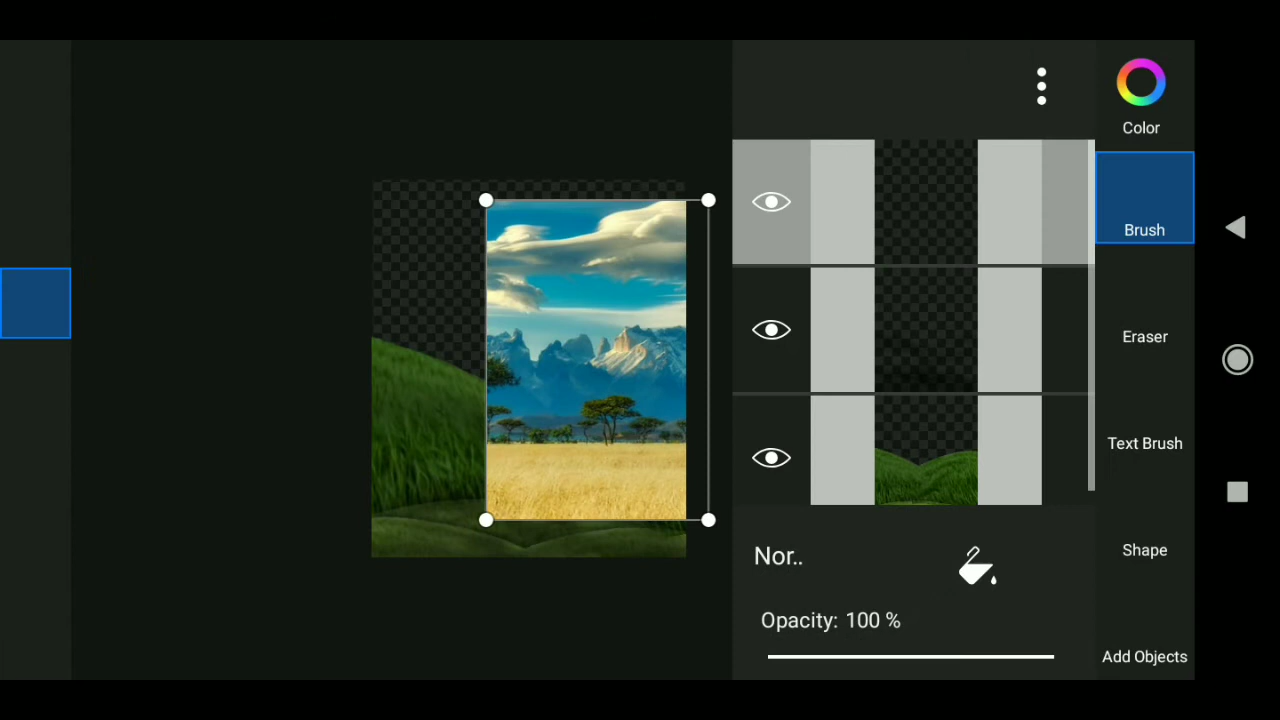 Color
Brush
Eraser
Text Brush
Shape
Nor..
Opacity: 100 %
Add Objects